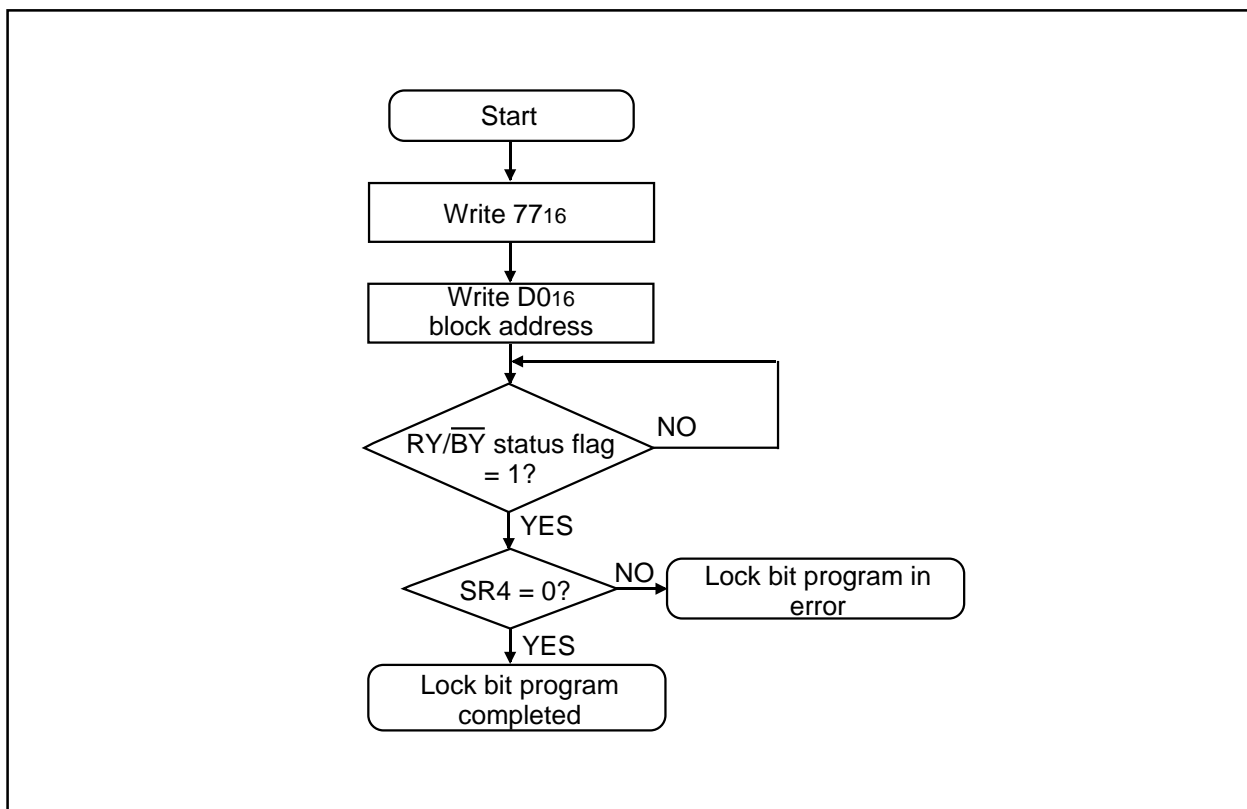 Start
Write 7716
Write D016
block address
NO
RY/BY status flag
= 1?
YES
SR4 = 0?
NO
Lock bit program in
error
YES
Lock bit program
completed